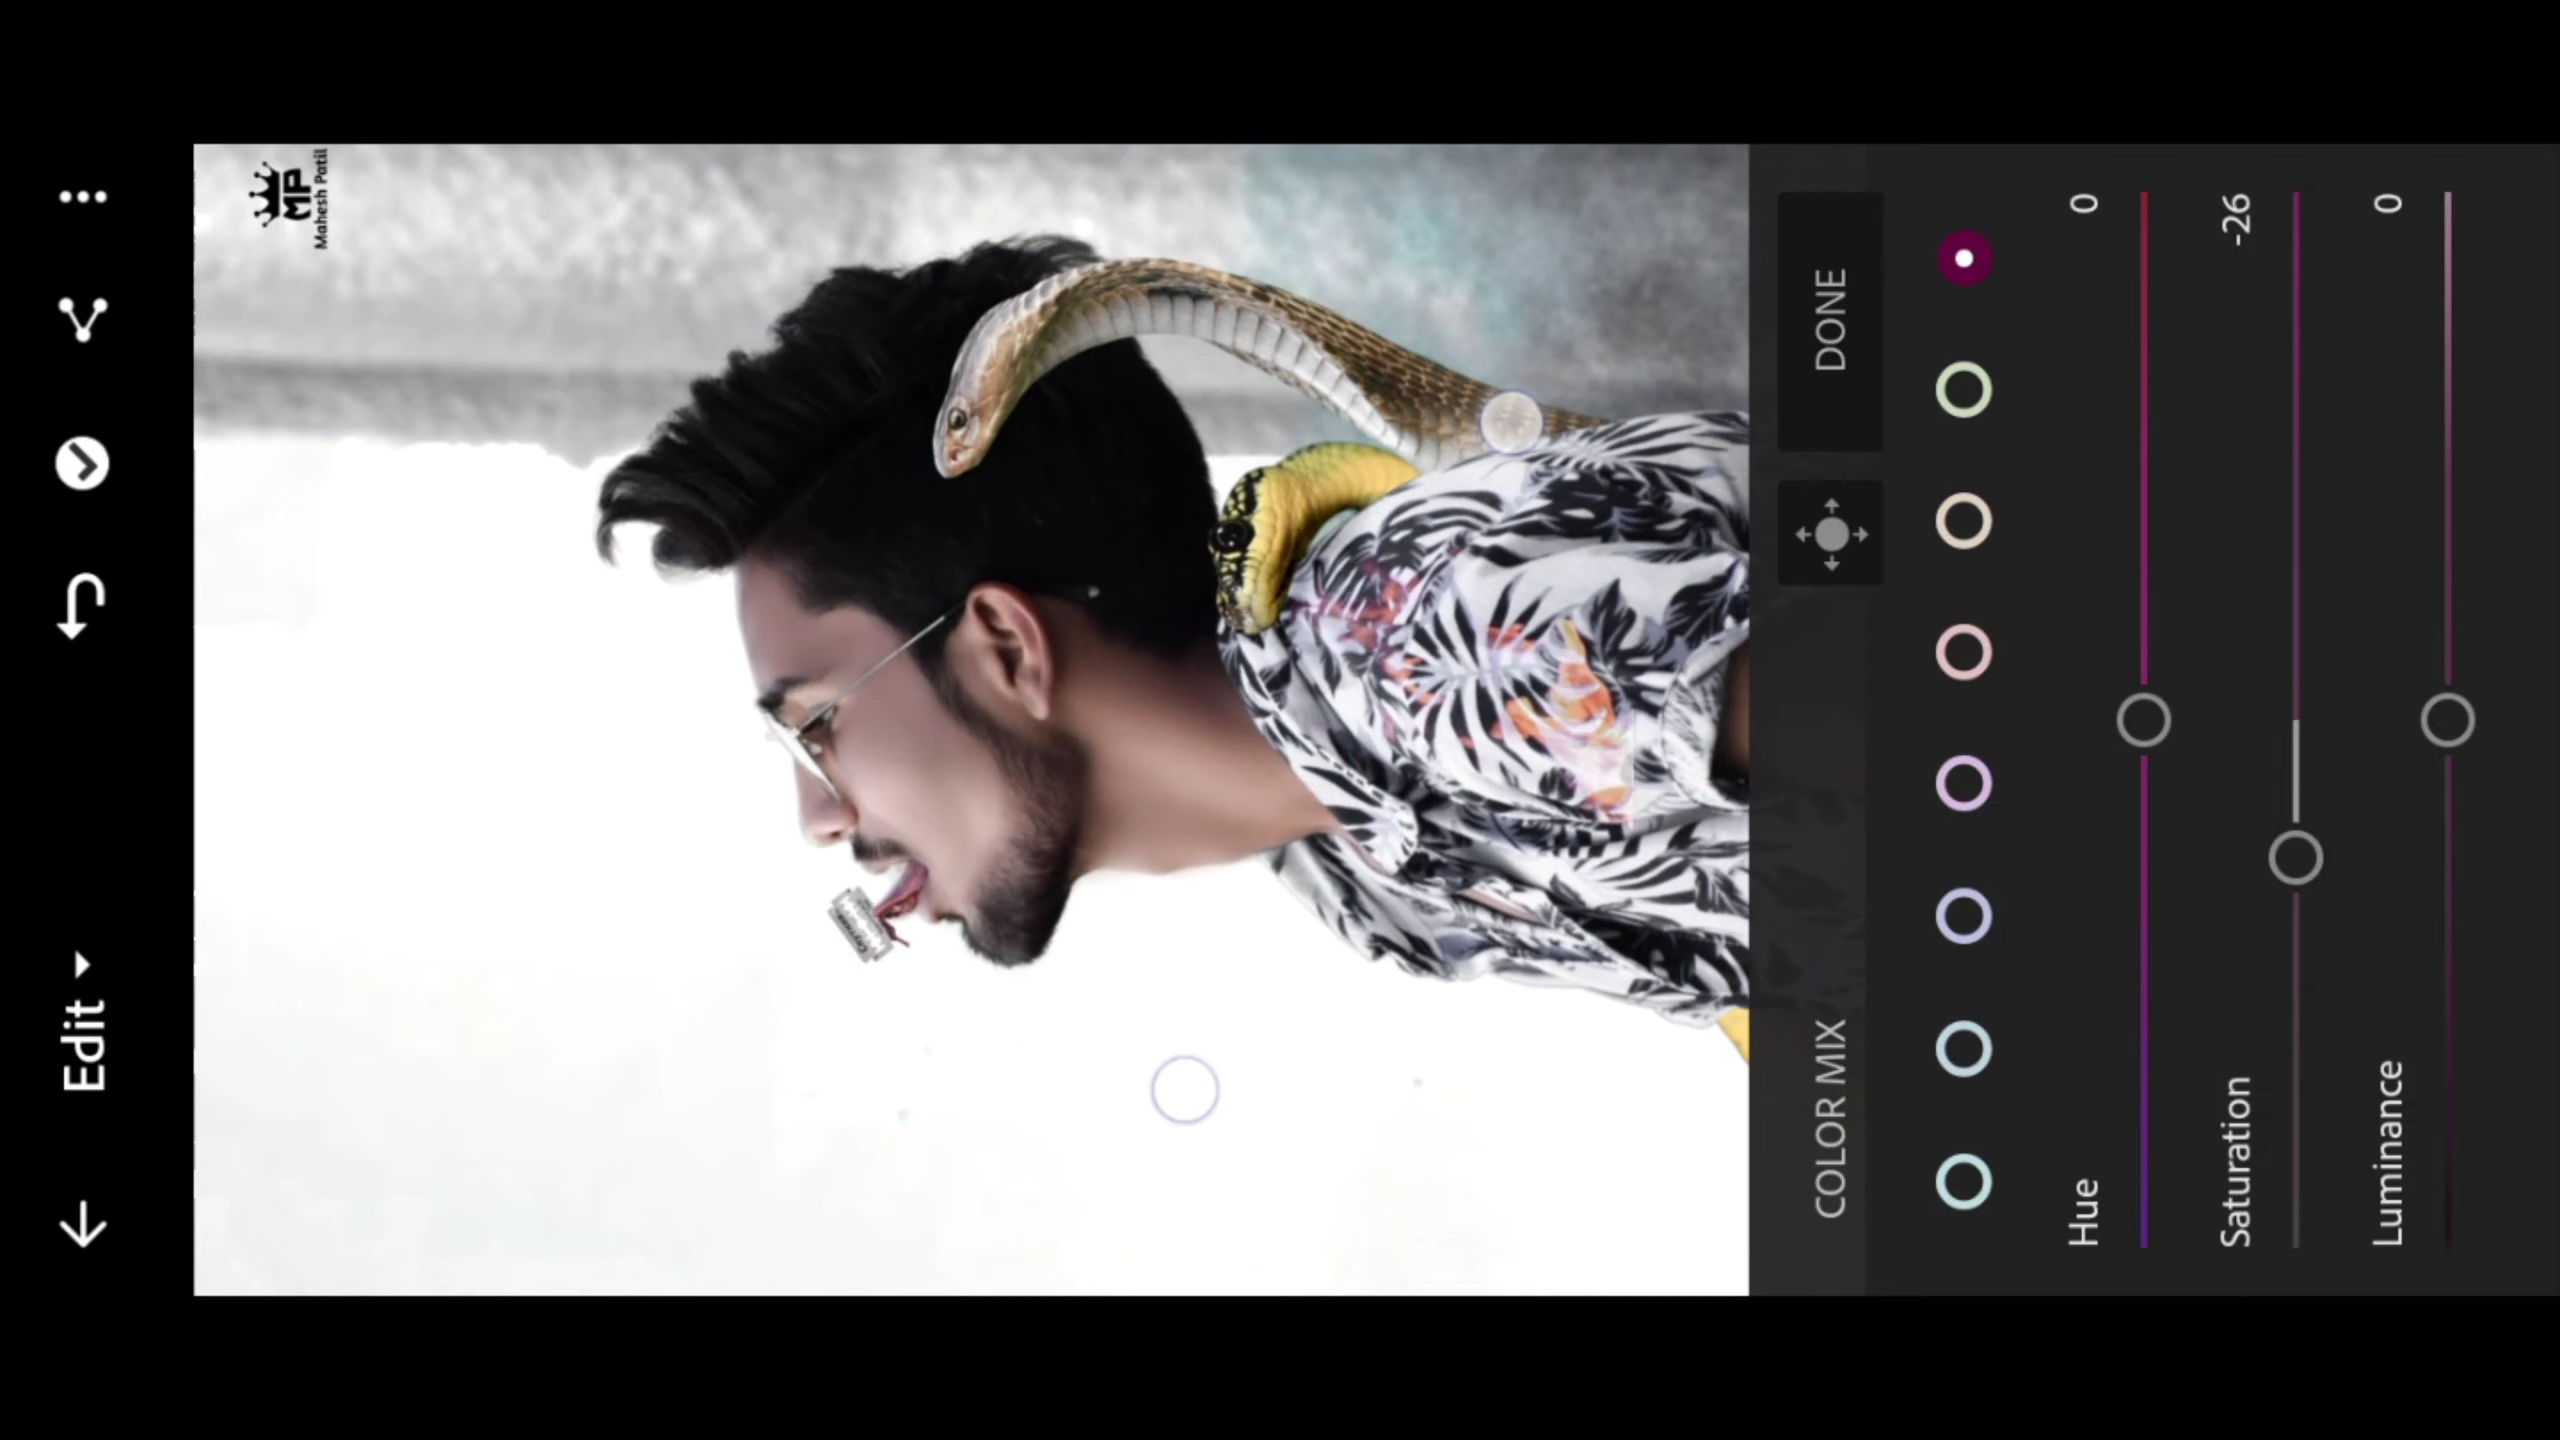 Edit
MP
Mahesh Patil
COLOR MIX
DONE
Hue 0
Saturation -26
Luminance 0